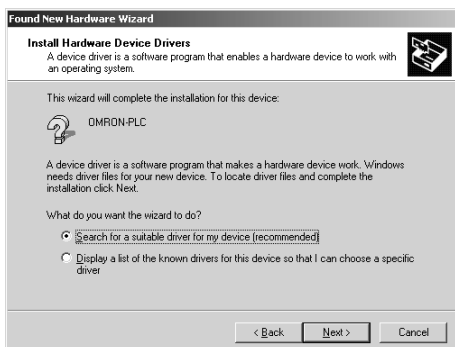 Found New Hardware Wizard
Install Hardware Device Drivers
A device driver is a software program that enables a hardware device to work with
an operating system.
This wizard will complete the installation for this device:
OMRON-PLC
A device driver is a software program that makes a hardware device work. Windows
needs driver files for your new device. To locate driver files and complete the
installation click Next.
What do you want the wizard to do?
Search for a suitable driver for my device (recommended)
Display a list of the known drivers for this device so that I can choose a specific
driver
< Back
Next >
Cancel